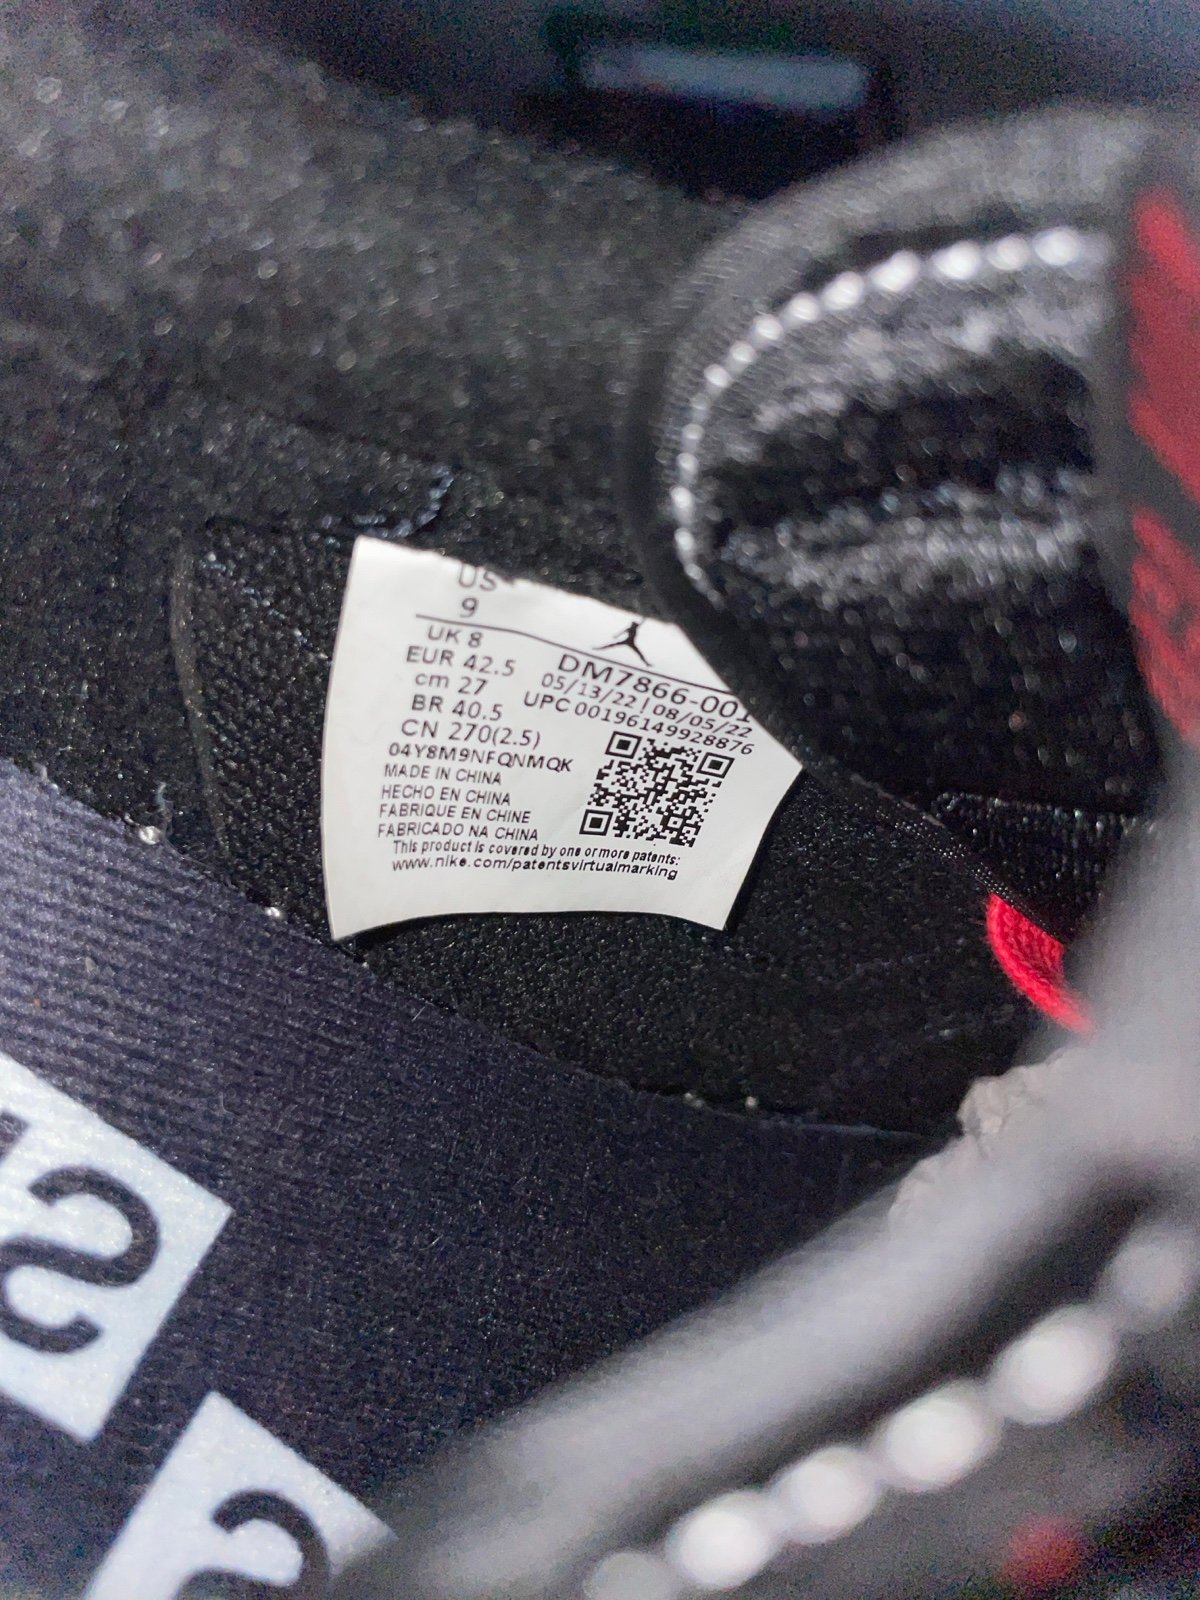 US
9
UK 8
EUR 42.5
cm 27
BR 40.5
CN 270(2.5)
04Y8M9NFQNMQK
DM7866-001
05/13/22 | 08/05/22
UPC 00196149928876
MADE IN CHINA
HECHO EN CHINA
FABRIQUE EN CHINE
FABRICADO NA CHINA
This product is covered by one or more patents:
www.nike.com/patentsvirtualmarking